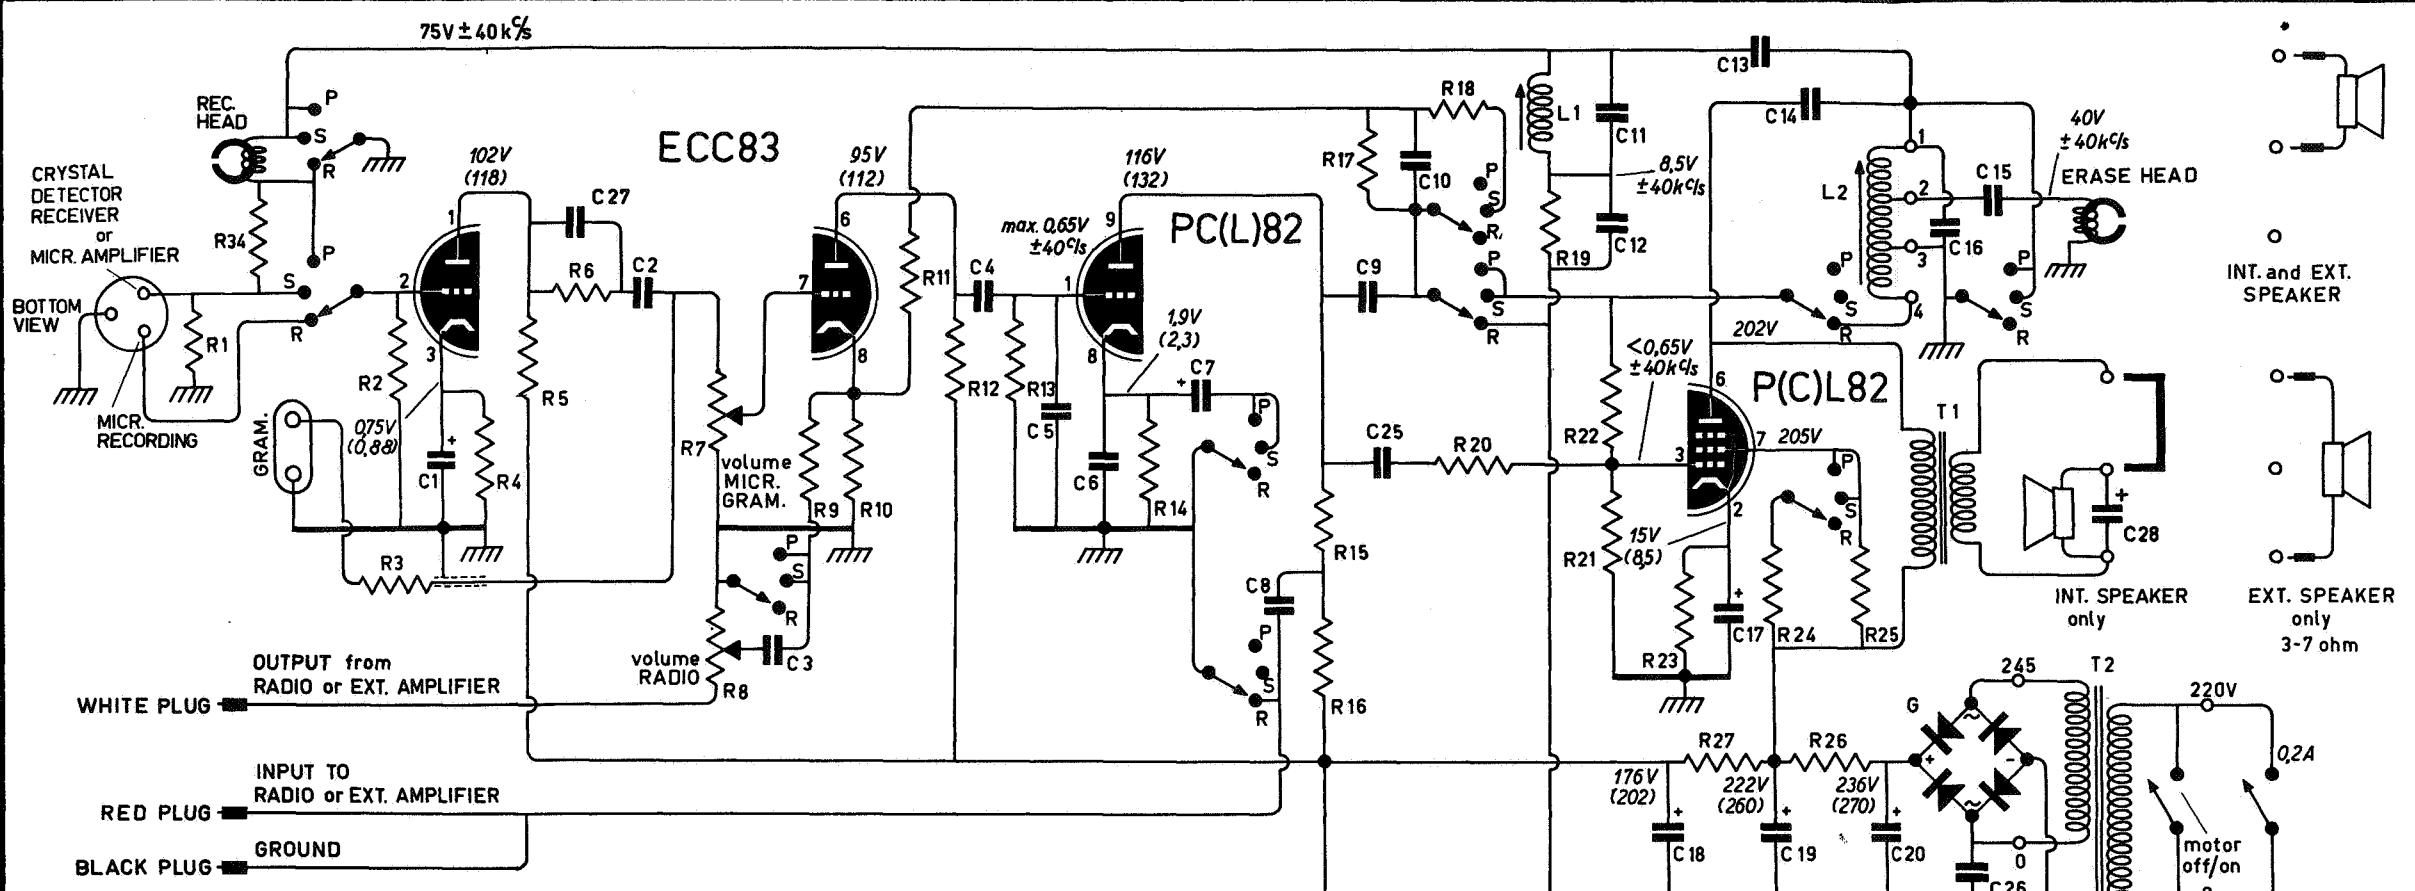 75V ± 40 kc/s
REC.
HEAD
P
S
R
CRYSTAL
DETECTOR
RECEIVER
or
MICR. AMPLIFIER
BOTTOM
VIEW
MICR.
RECORDING
R34
R1
P
S
R
102V
(118)
1
2
3
R2
0,75V
(0,88)
C1
+
R4
GRAM.
R3
C27
R6
C2
R5
ECC83
95V
(112)
6
7
8
R7
volume
MICR.
GRAM.
R9
R10
P
S
R
C3
volume
RADIO
R8
R11
C4
R12
R13
C5
max. 0,65V
±40c/s
116V
(132)
9
1
8
PC(L)82
1,9V
(2,3)
+
C7
C6
R14
P
S
R
C8
P
S
R
R15
R16
C9
C25
R20
R17
C10
R18
P
S
R
P
S
R
L1
C11
8,5V
±40kc/s
R19
C12
C13
C14
L2
1
2
3
4
C16
C15
40V
±40kc/s
ERASE HEAD
P
S
R
P
S
R
202V
<0,65V
±40kc/s
P(C)L82
6
3
7
2
205V
R22
R21
15V
(8,5)
R23
+
C17
P
S
R
R24
R25
T1
+
C28
INT. SPEAKER
only
INT. and EXT.
SPEAKER
EXT. SPEAKER
only
3-7 ohm
OUTPUT from
RADIO or EXT. AMPLIFIER
WHITE PLUG
INPUT TO
RADIO or EXT. AMPLIFIER
RED PLUG
GROUND
BLACK PLUG
R27
R26
176V
(202)
+
C18
222V
(260)
+
C19
236V
(270)
+
C20
G
~
+
-
~
245
0
C26
T2
220V
0,2A
motor
off/on